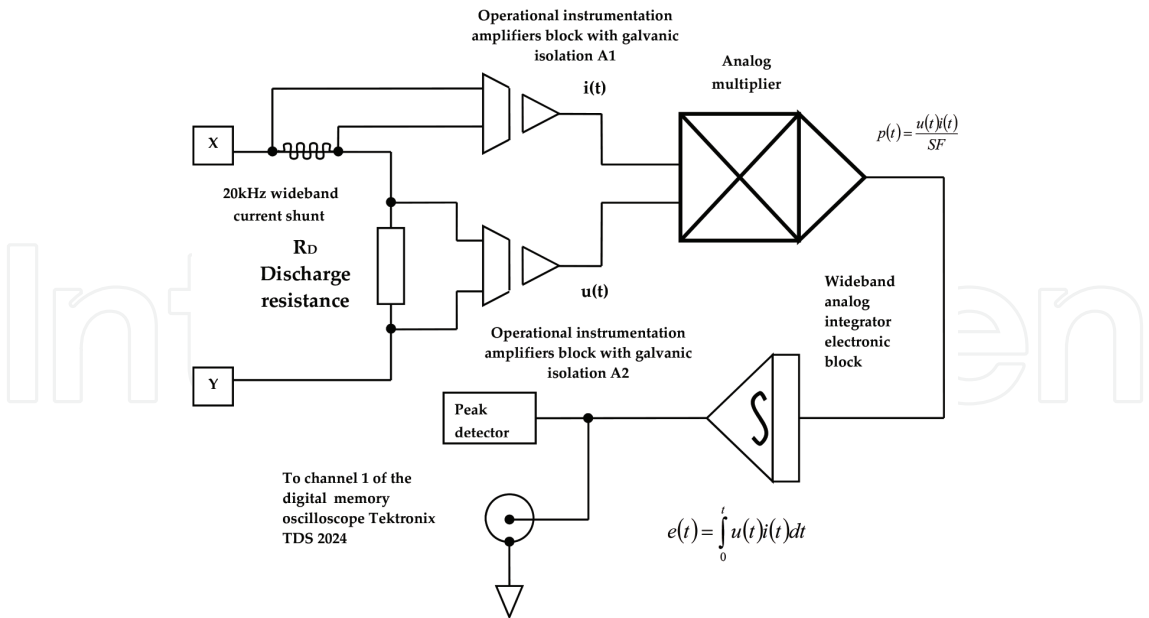 Operational instrumentation
amplifiers block with galvanic
isolation A1
i(t)
Analog
multiplier
p(t) = u(t)i(t) / SF
X
20kHz wideband
current shunt
RD
Discharge
resistance
u(t)
Operational instrumentation
amplifiers block with galvanic
isolation A2
Wideband
analog
integrator
electronic
block
Y
Peak
detector
∫
To channel 1 of the
digital memory
oscilloscope Tektronix
TDS 2024
e(t) = ∫₀ᵗ u(t)i(t)dt